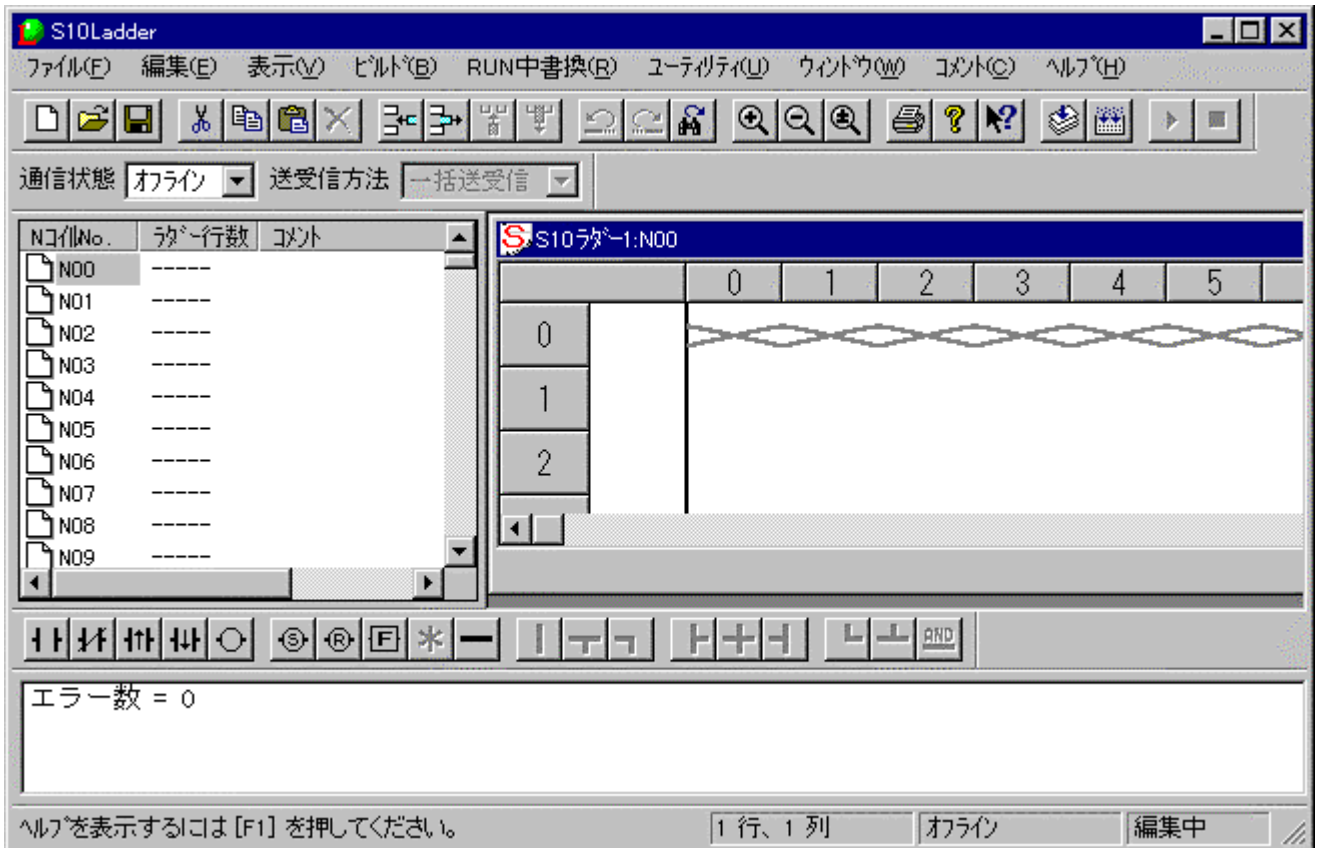 S10Ladder
ﾌｧｲﾙ(F) 編集(E) 表示(V) ﾋﾞﾙﾄﾞ(B) RUN中書換(R) ﾕｰﾃｨﾘﾃｨ(U) ｳｨﾝﾄﾞｳ(W) ｺﾒﾝﾄ(C) ﾍﾙﾌﾟ(H)
通信状態 ｵﾌﾗｲﾝ 送受信方法 一括送受信
NｺｲﾙNo. ﾗﾀﾞｰ行数 ｺﾒﾝﾄ
N00 -----
N01 -----
N02 -----
N03 -----
N04 -----
N05 -----
N06 -----
N07 -----
N08 -----
N09 -----
S S10ﾗﾀﾞｰ1:N00
0 1 2 3 4 5
0
1
2
S R F AND
エラー数 = 0
ﾍﾙﾌﾟを表示するには [F1] を押してください。 1 行、1 列 ｵﾌﾗｲﾝ 編集中